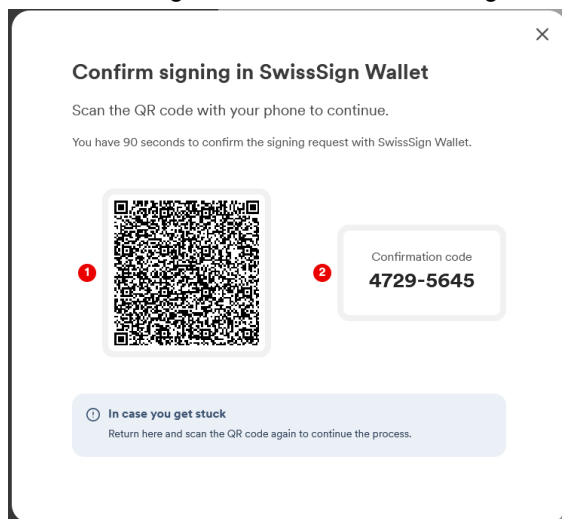 Confirm signing in SwissSign Wallet
Scan the QR code with your phone to continue.
You have 90 seconds to confirm the signing request with SwissSign Wallet.
1
2
Confirmation code
4729-5645
In case you get stuck
Return here and scan the QR code again to continue the process.